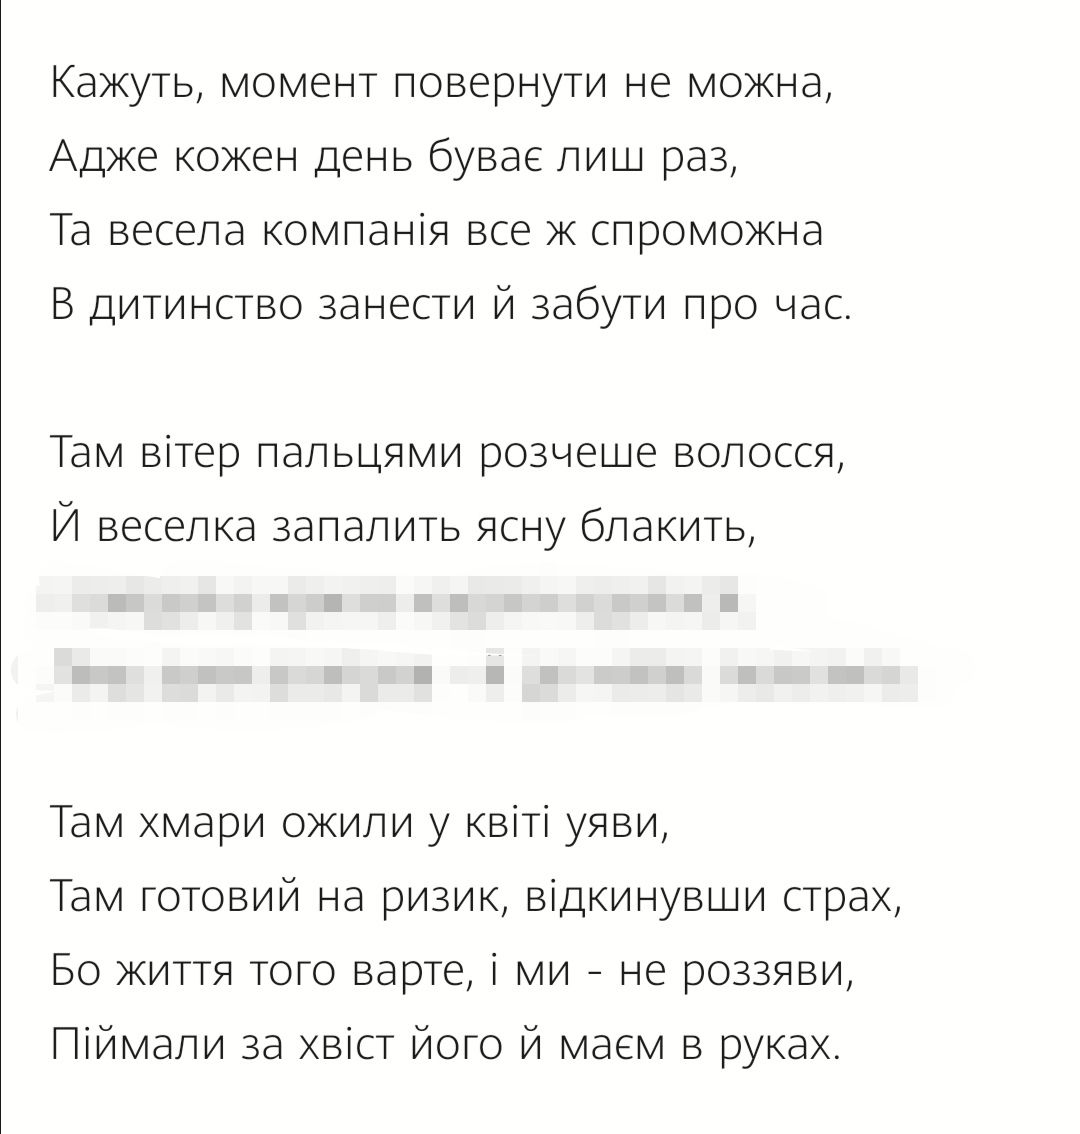 Кажуть, момент повернути не можна,
Адже кожен день буває лиш раз,
Та весела компанія все ж спроможна
В дитинство занести й забути про час.
Там вітер пальцями розчеше волосся,
Й веселка запалить ясну блакить,
Там хмари ожили у квіті уяви,
Там готовий на ризик, відкинувши страх,
Бо життя того варте, і ми - не роззяви,
Піймали за хвіст його й маєм в руках.